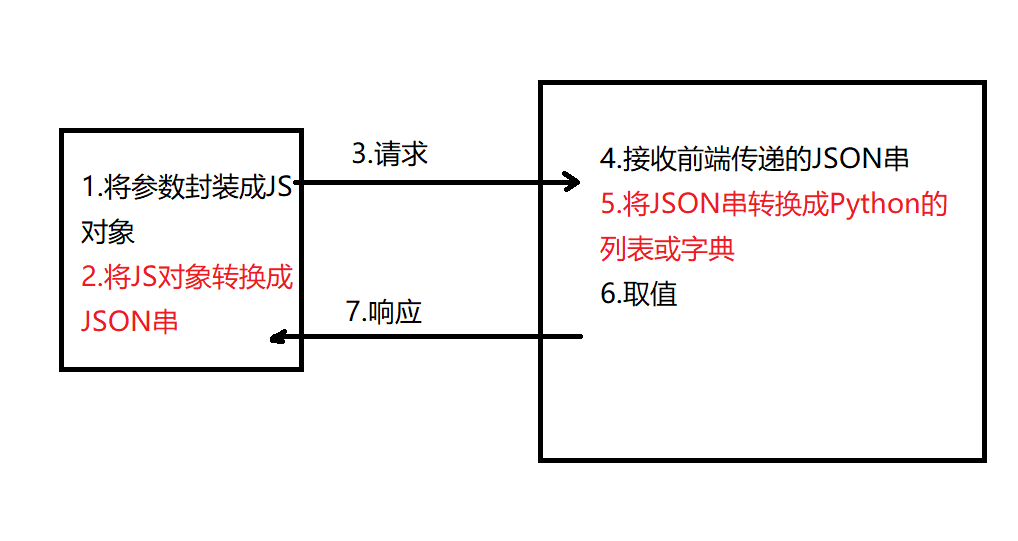 1.将参数封装成JS
对象
2.将JS对象转换成
JSON串
3.请求
7.响应
4.接收前端传递的JSON串
5.将JSON串转换成Python的
列表或字典
6.取值